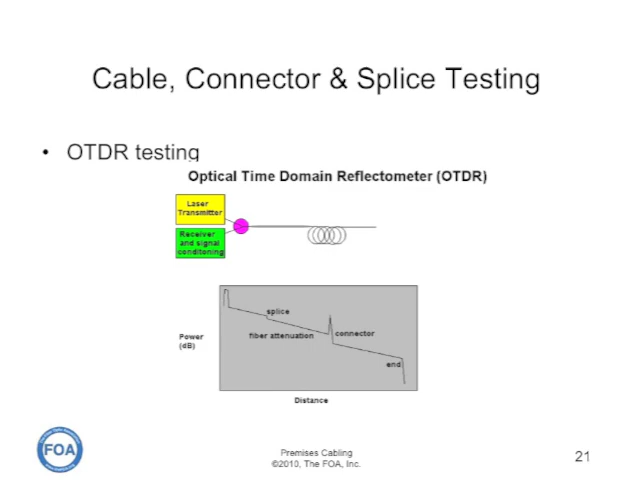 Cable, Connector & Splice Testing
• OTDR testing
Optical Time Domain Reflectometer (OTDR)
Laser
Transmitter
Receiver
and signal
conditoning
splice
Power
(dB)
fiber attenuation
connector
end
Distance
FOA
Premises Cabling
©2010, The FOA, Inc.
21